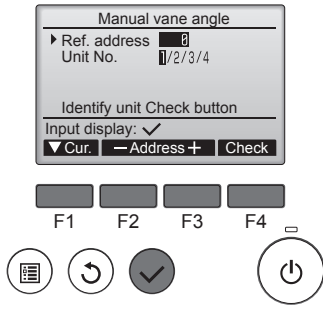 Manual vane angle
Ref. address 0
Unit No. 1/2/3/4
Identify unit Check button
Input display: ✓
▼ Cur. − Address + Check
F1 F2 F3 F4